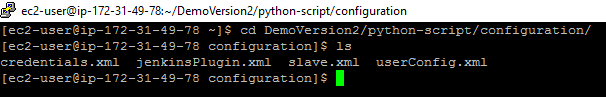 ec2-user@ip-172-31-49-78:~/DemoVersion2/python-script/configuration
[ec2-user@ip-172-31-49-78 ~]$ cd DemoVersion2/python-script/configuration/
[ec2-user@ip-172-31-49-78 configuration]$ ls
credentials.xml  jenkinsPlugin.xml  slave.xml  userConfig.xml
[ec2-user@ip-172-31-49-78 configuration]$